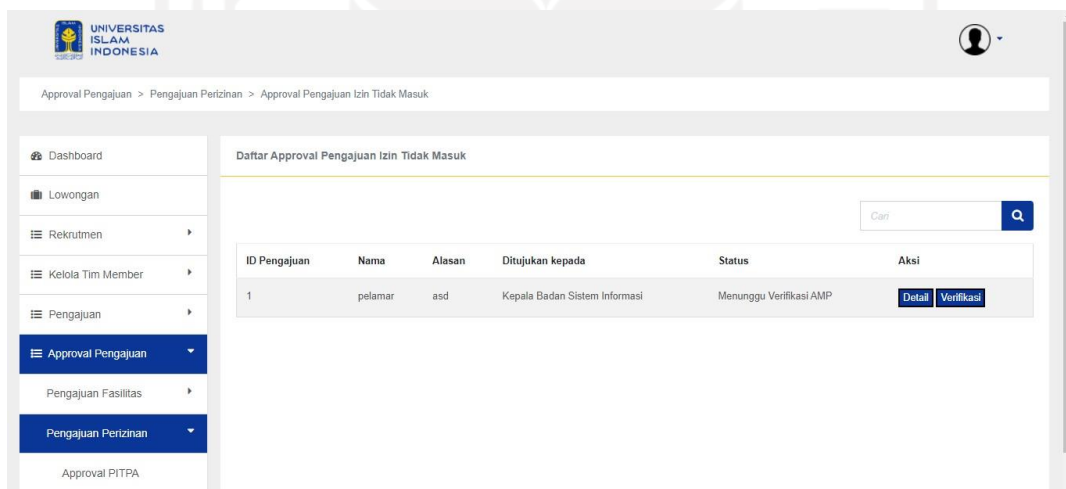 UNIVERSITAS
ISLAM
INDONESIA
Approval Pengajuan > Pengajuan Perizinan > Approval Pengajuan Izin Tidak Masuk
Dashboard
Lowongan
Rekrutmen
Kelola Tim Member
Pengajuan
Approval Pengajuan
Pengajuan Fasilitas
Pengajuan Perizinan
Approval PITPA
Daftar Approval Pengajuan Izin Tidak Masuk
Cari
ID Pengajuan Nama Alasan Ditujukan kepada Status Aksi
1 pelamar asd Kepala Badan Sistem Informasi Menunggu Verifikasi AMP Detail Verifikasi